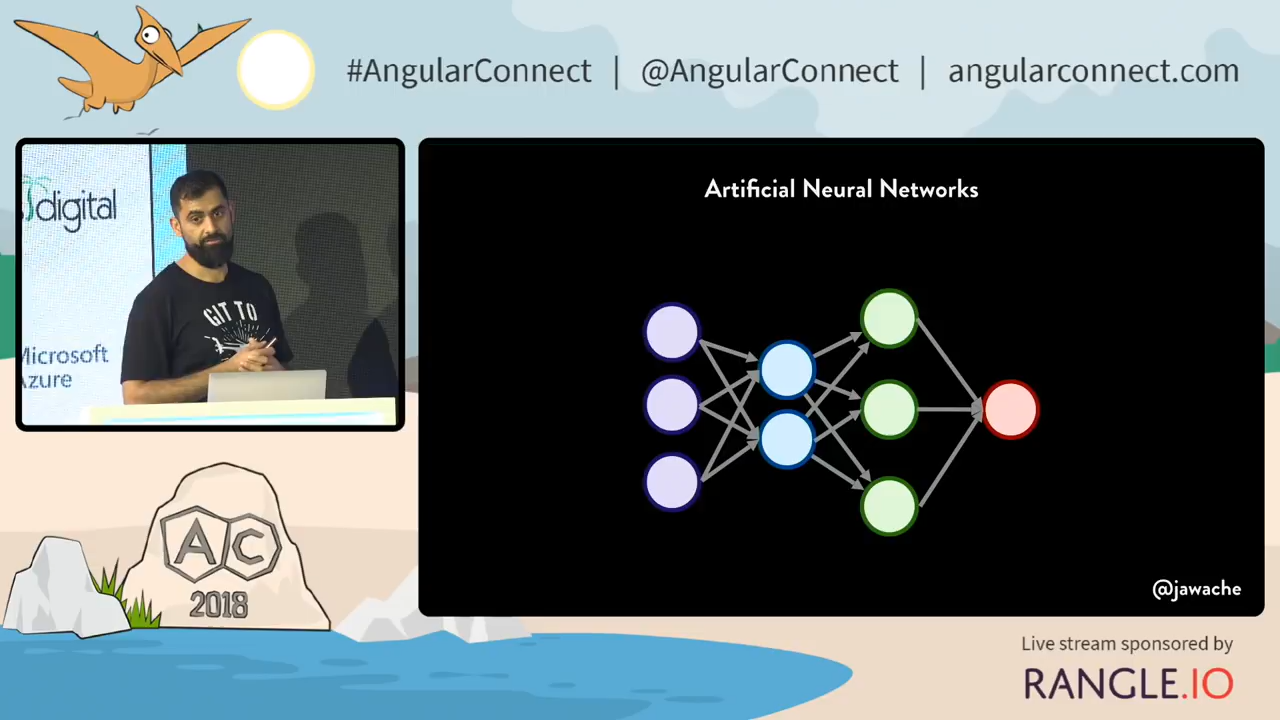 #AngularConnect | @AngularConnect | angularconnect.com
digital
Microsoft
Azure
GIT TO
Artificial Neural Networks
@jawache
AC
2018
Live stream sponsored by
RANGLE.IO